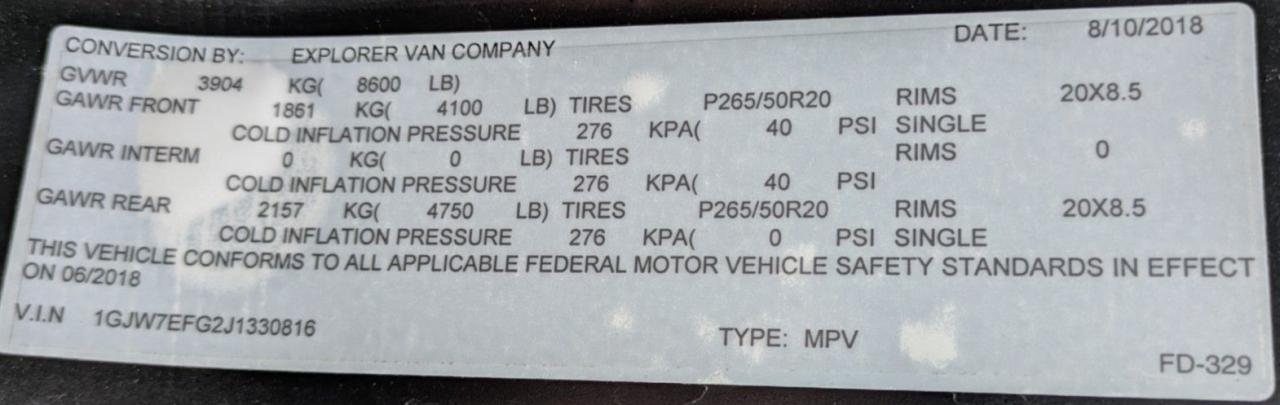 CONVERSION BY: EXPLORER VAN COMPANY DATE: 8/10/2018
GVWR 3904 KG( 8600 LB)
GAWR FRONT 1861 KG( 4100 LB) TIRES P265/50R20 RIMS 20X8.5
COLD INFLATION PRESSURE 276 KPA( 40 PSI SINGLE
GAWR INTERM 0 KG( 0 LB) TIRES RIMS 0
COLD INFLATION PRESSURE 276 KPA( 40 PSI
GAWR REAR 2157 KG( 4750 LB) TIRES P265/50R20 RIMS 20X8.5
COLD INFLATION PRESSURE 276 KPA( 0 PSI SINGLE
THIS VEHICLE CONFORMS TO ALL APPLICABLE FEDERAL MOTOR VEHICLE SAFETY STANDARDS IN EFFECT
ON 06/2018
V.I.N 1GJW7EFG2J1330816 TYPE: MPV
FD-329